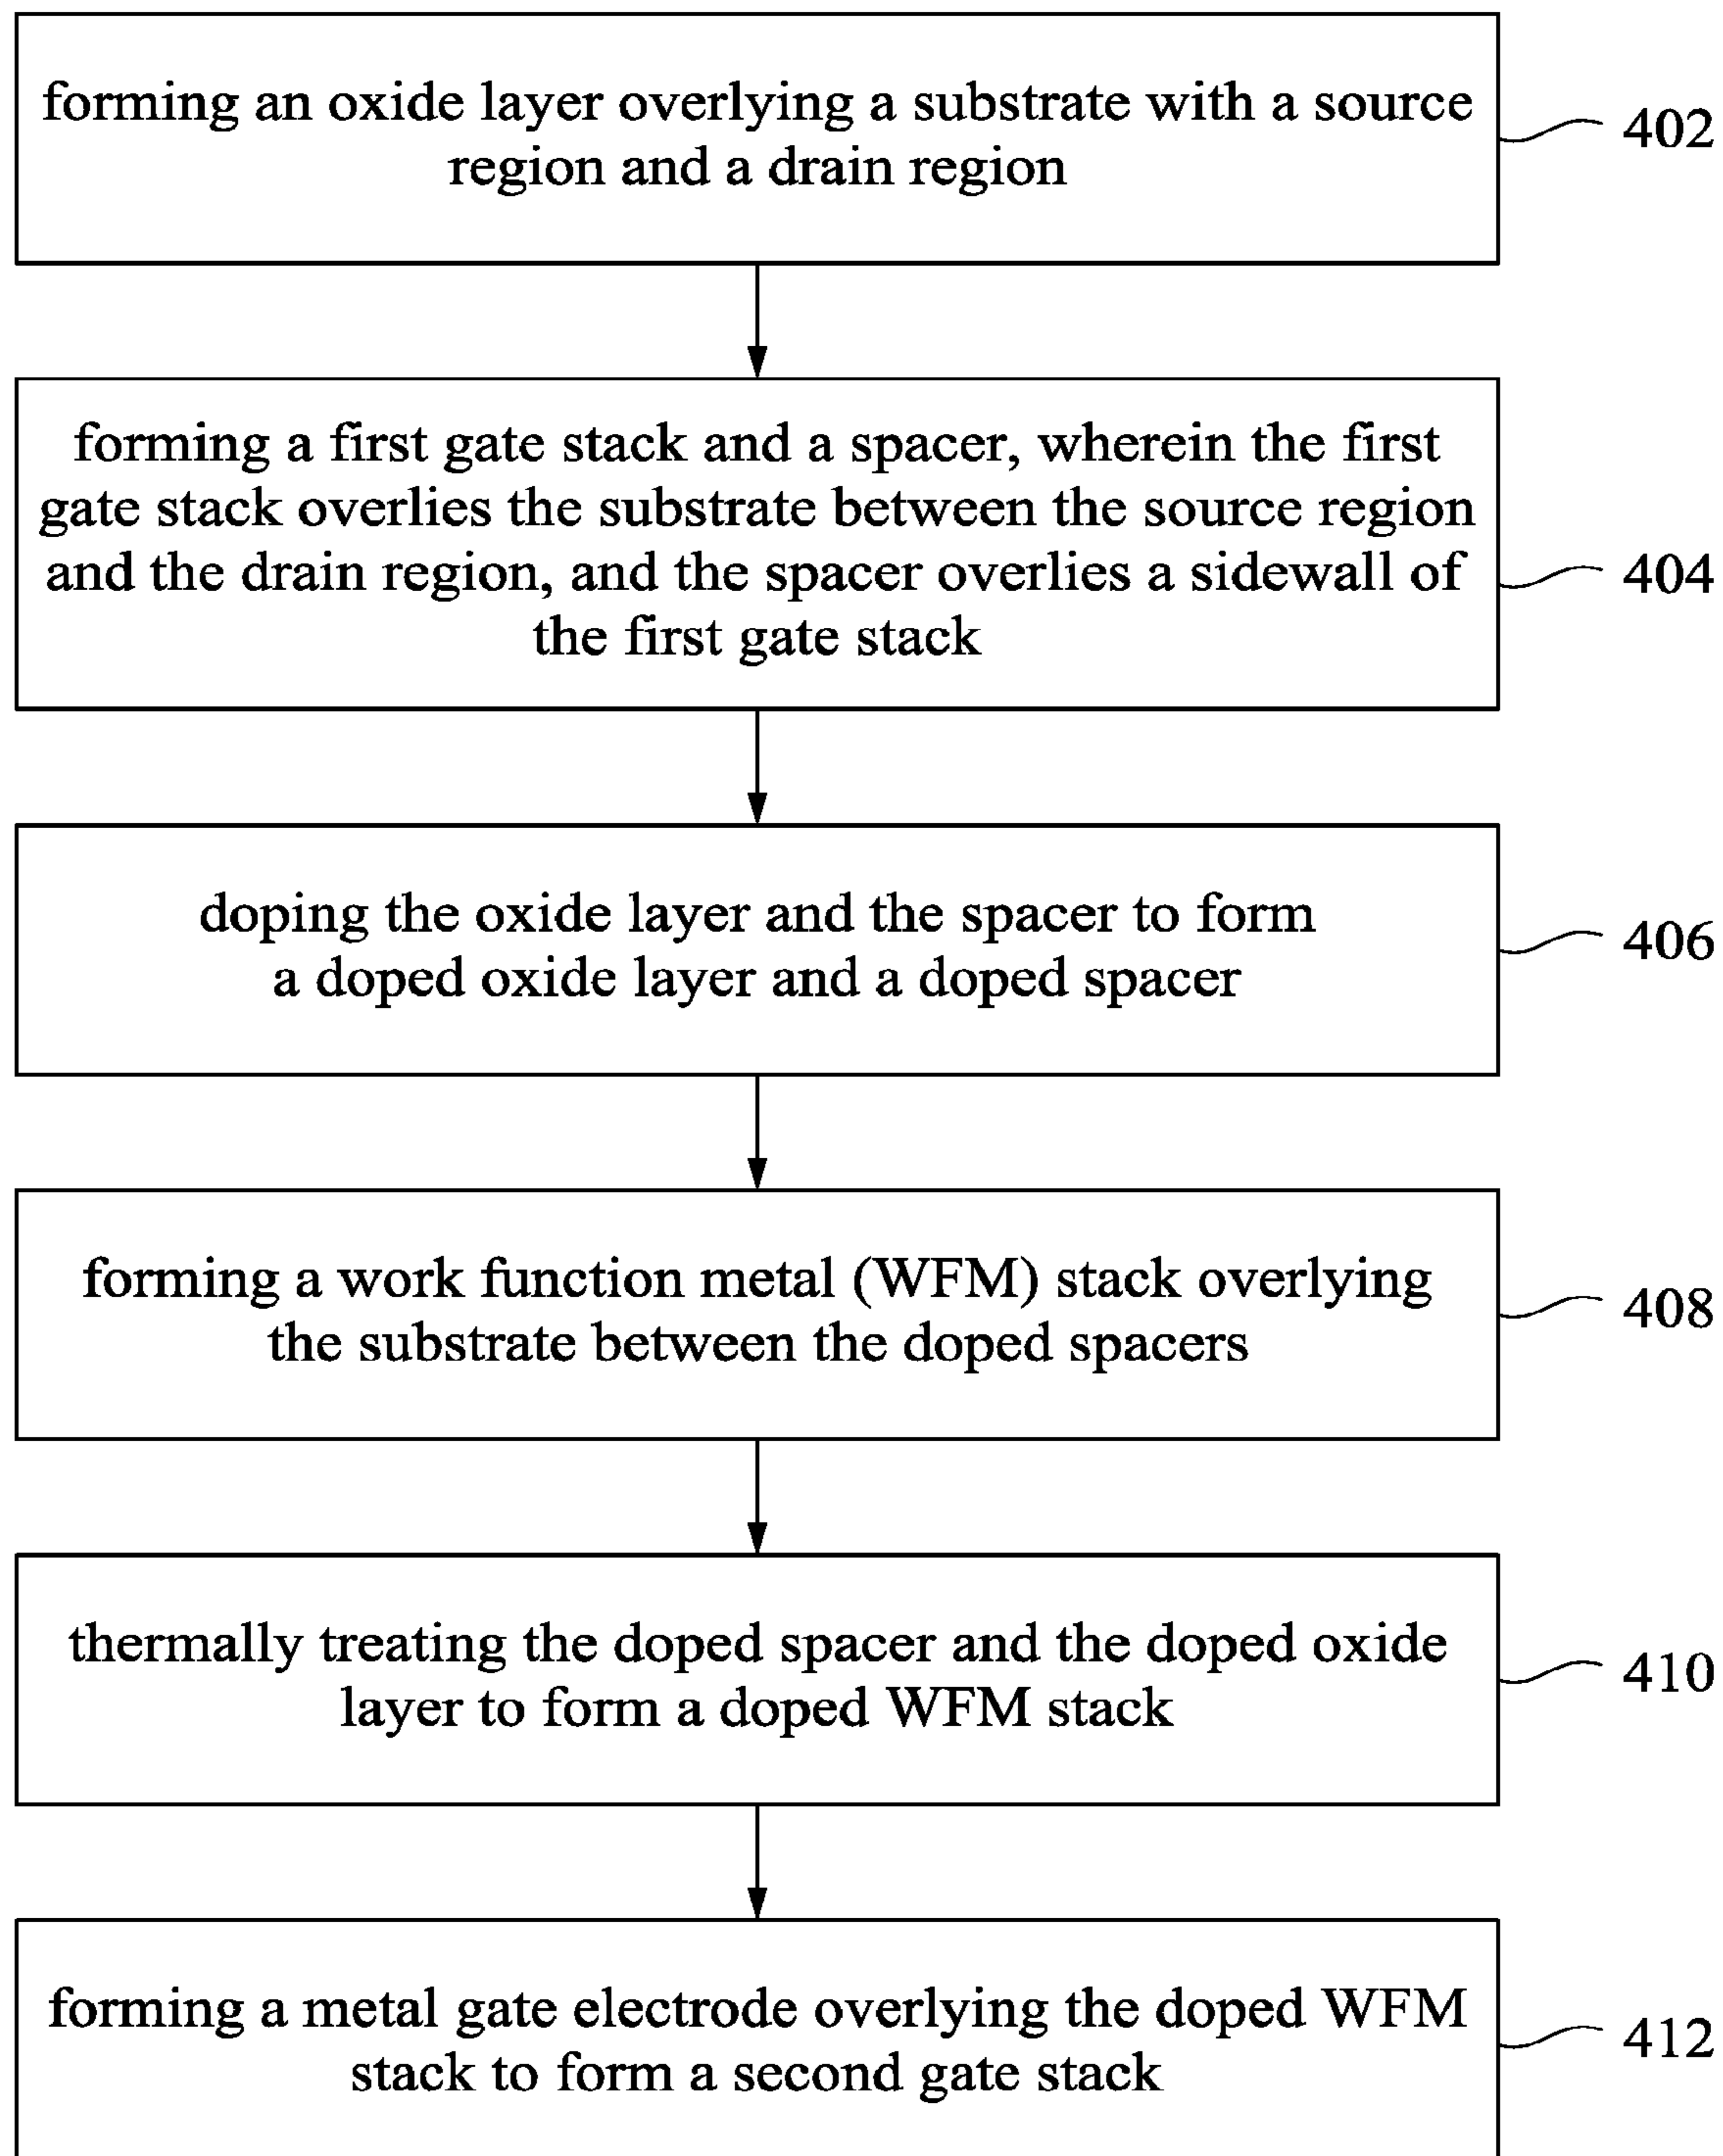 forming an oxide layer overlying a substrate with a source
region and a drain region
402
forming a first gate stack and a spacer, wherein the first
gate stack overlies the substrate between the source region
and the drain region, and the spacer overlies a sidewall of
the first gate stack
404
doping the oxide layer and the spacer to form
a doped oxide layer and a doped spacer
406
forming a work function metal (WFM) stack overlying
the substrate between the doped spacers
408
thermally treating the doped spacer and the doped oxide
layer to form a doped WFM stack
410
forming a metal gate electrode overlying the doped WFM
stack to form a second gate stack
412